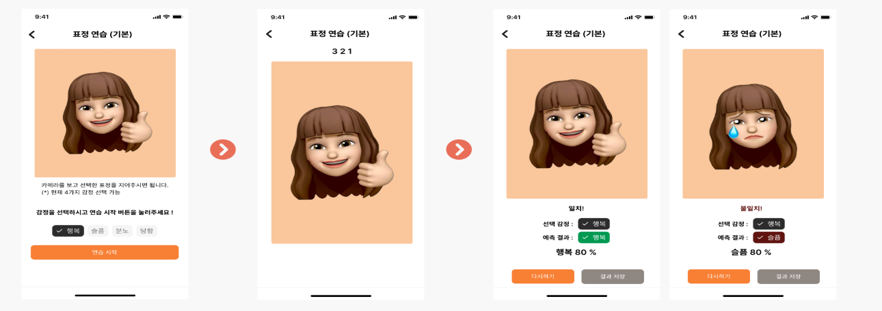 9:41
표정 연습 (기본)
카메라를 보고 선택한 표정을 지어주시면 됩니다.
(*) 현재 4가지 감정 선택 가능
감정을 선택하시고 연습 시작 버튼을 눌러주세요 !
행복 슬픔 분노 당황
연습 시작
9:41
표정 연습 (기본)
3 2 1
9:41
표정 연습 (기본)
일치!
선택 감정 : 행복
예측 결과 : 행복
행복 80 %
다시하기 결과 저장
9:41
표정 연습 (기본)
불일치!
선택 감정 : 행복
예측 결과 : 슬픔
슬픔 80 %
다시하기 결과 저장